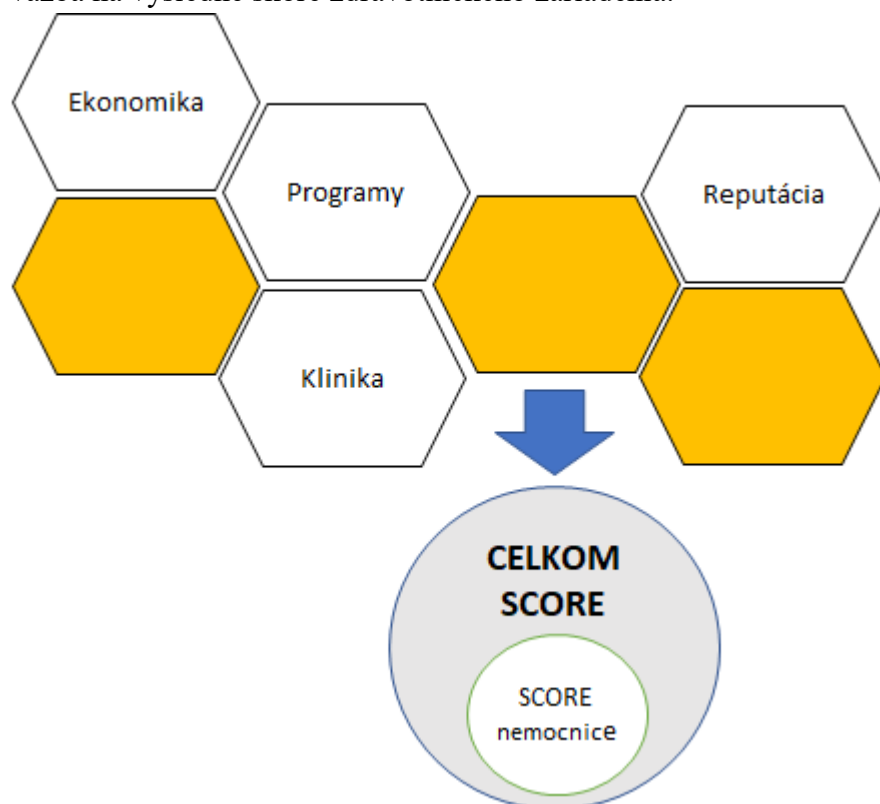 Ekonomika
Programy
Reputácia
Klinika
CELKOM
SCORE
SCORE
nemocnice